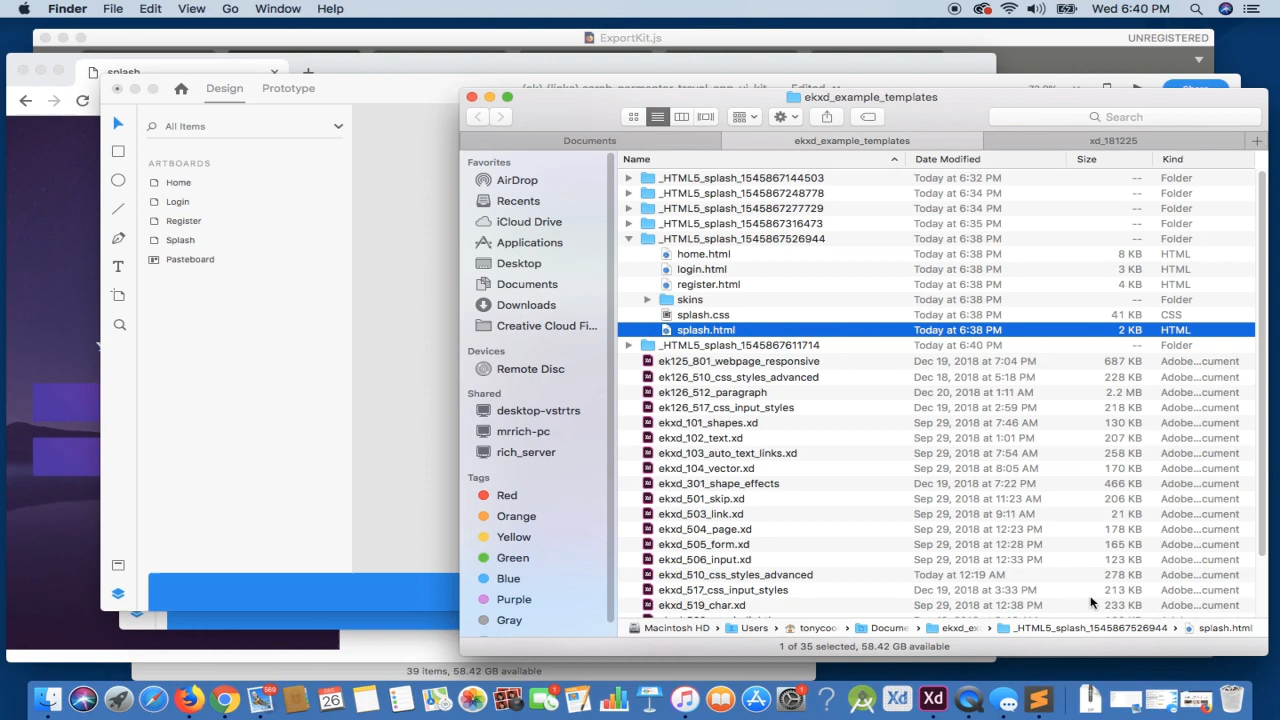 Finder File Edit View Go Window Help Wed 6:40 PM
ExportKit.js UNREGISTERED
splash
Design Prototype
ekxd_example_templates
Search
Documents ekxd_example_templates xd_181225
All Items
ARTBOARDS
Home
Login
Register
Splash
Pasteboard
Favorites
AirDrop
Recents
iCloud Drive
Applications
Desktop
Documents
Downloads
Creative Cloud Fi...
Devices
Remote Disc
Shared
desktop-vstrtrs
mrrich-pc
rich_server
Tags
Red
Orange
Yellow
Green
Blue
Purple
Gray
Name Date Modified Size Kind
_HTML5_splash_1545867144503 Today at 6:32 PM -- Folder
_HTML5_splash_1545867248778 Today at 6:34 PM -- Folder
_HTML5_splash_1545867277729 Today at 6:34 PM -- Folder
_HTML5_splash_1545867316473 Today at 6:35 PM -- Folder
_HTML5_splash_1545867526944 Today at 6:38 PM -- Folder
home.html Today at 6:38 PM 8 KB HTML
login.html Today at 6:38 PM 3 KB HTML
register.html Today at 6:38 PM 4 KB HTML
skins Today at 6:38 PM -- Folder
splash.css Today at 6:38 PM 41 KB CSS
splash.html Today at 6:38 PM 2 KB HTML
_HTML5_splash_1545867611714 Today at 6:40 PM -- Folder
ek125_801_webpage_responsive Dec 19, 2018 at 7:04 PM 687 KB Adobe...cument
ek126_510_css_styles_advanced Dec 18, 2018 at 5:18 PM 228 KB Adobe...cument
ek126_512_paragraph Dec 20, 2018 at 1:11 AM 2.2 MB Adobe...cument
ek126_517_css_input_styles Dec 19, 2018 at 2:59 PM 218 KB Adobe...cument
ekxd_101_shapes.xd Sep 29, 2018 at 7:46 AM 130 KB Adobe...cument
ekxd_102_text.xd Sep 29, 2018 at 1:01 PM 207 KB Adobe...cument
ekxd_103_auto_text_links.xd Sep 29, 2018 at 7:54 AM 258 KB Adobe...cument
ekxd_104_vector.xd Sep 29, 2018 at 8:05 AM 170 KB Adobe...cument
ekxd_301_shape_effects Dec 19, 2018 at 7:22 PM 466 KB Adobe...cument
ekxd_501_skip.xd Sep 29, 2018 at 11:23 AM 206 KB Adobe...cument
ekxd_503_link.xd Sep 29, 2018 at 9:11 AM 21 KB Adobe...cument
ekxd_504_page.xd Sep 29, 2018 at 12:23 PM 178 KB Adobe...cument
ekxd_505_form.xd Sep 29, 2018 at 12:28 PM 165 KB Adobe...cument
ekxd_506_input.xd Sep 29, 2018 at 12:33 PM 123 KB Adobe...cument
ekxd_510_css_styles_advanced Today at 12:19 AM 278 KB Adobe...cument
ekxd_517_css_input_styles Dec 19, 2018 at 3:33 PM 213 KB Adobe...cument
ekxd_519_char.xd Sep 29, 2018 at 12:38 PM 233 KB Adobe...cument
Macintosh HD Users tonycoo Docume ekxd_ex _HTML5_splash_1545867526944 splash.html
1 of 35 selected, 58.42 GB available
39 items, 58.42 GB available